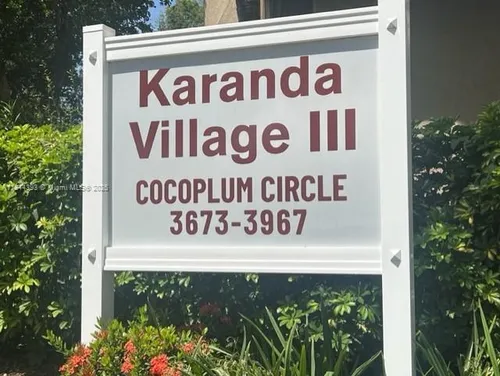 Karanda
Village III
COCOPLUM CIRCLE
3673-3967